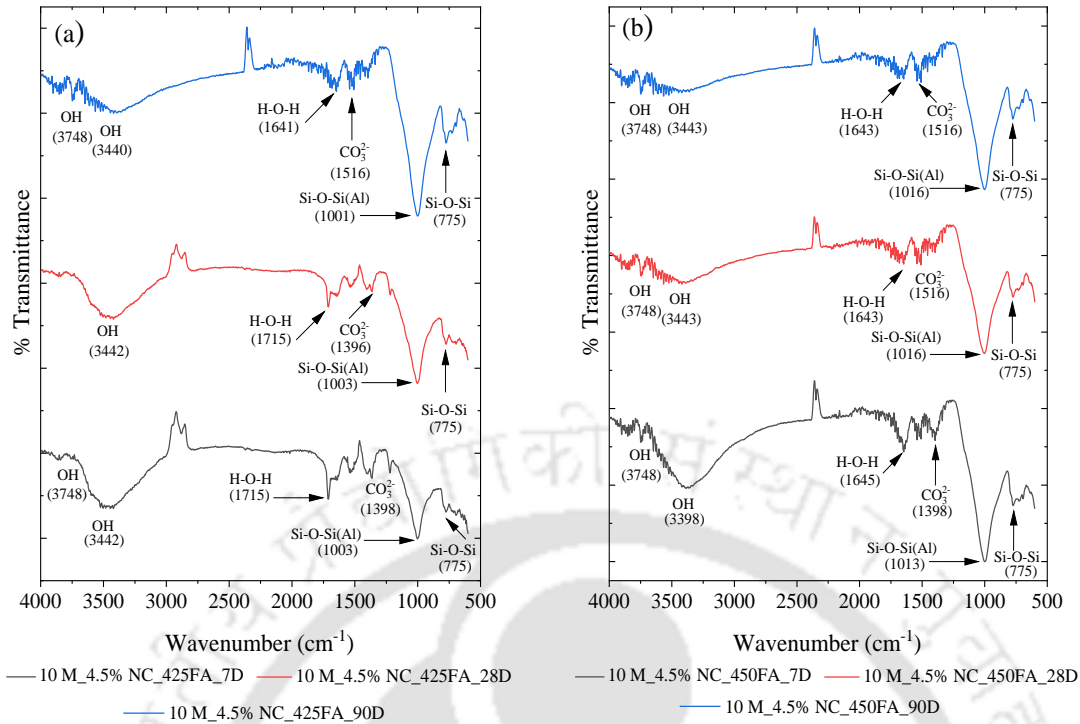 (a)
% Transmittance
OH
(3748)
OH
(3440)
H-O-H
(1641)
CO₃²⁻
(1516)
Si-O-Si(Al)
(1001)
Si-O-Si
(775)
OH
(3442)
H-O-H
(1715)
CO₃²⁻
(1396)
Si-O-Si(Al)
(1003)
Si-O-Si
(775)
OH
(3748)
OH
(3442)
H-O-H
(1715)
CO₃²⁻
(1398)
Si-O-Si(Al)
(1003)
Si-O-Si
(775)
4000 3500 3000 2500 2000 1500 1000 500
Wavenumber (cm⁻¹)
10 M_4.5% NC_425FA_7D 10 M_4.5% NC_425FA_28D
10 M_4.5% NC_425FA_90D
(b)
% Transmittance
OH
(3748)
OH
(3443)
H-O-H
(1643)
CO₃²⁻
(1516)
Si-O-Si(Al)
(1016)
Si-O-Si
(775)
OH
(3748)
OH
(3443)
H-O-H
(1643)
CO₃²⁻
(1516)
Si-O-Si(Al)
(1016)
Si-O-Si
(775)
OH
(3748)
OH
(3398)
H-O-H
(1645)
CO₃²⁻
(1398)
Si-O-Si(Al)
(1013)
Si-O-Si
(775)
4000 3500 3000 2500 2000 1500 1000 500
Wavenumber (cm⁻¹)
10 M_4.5% NC_450FA_7D 10 M_4.5% NC_450FA_28D
10 M_4.5% NC_450FA_90D